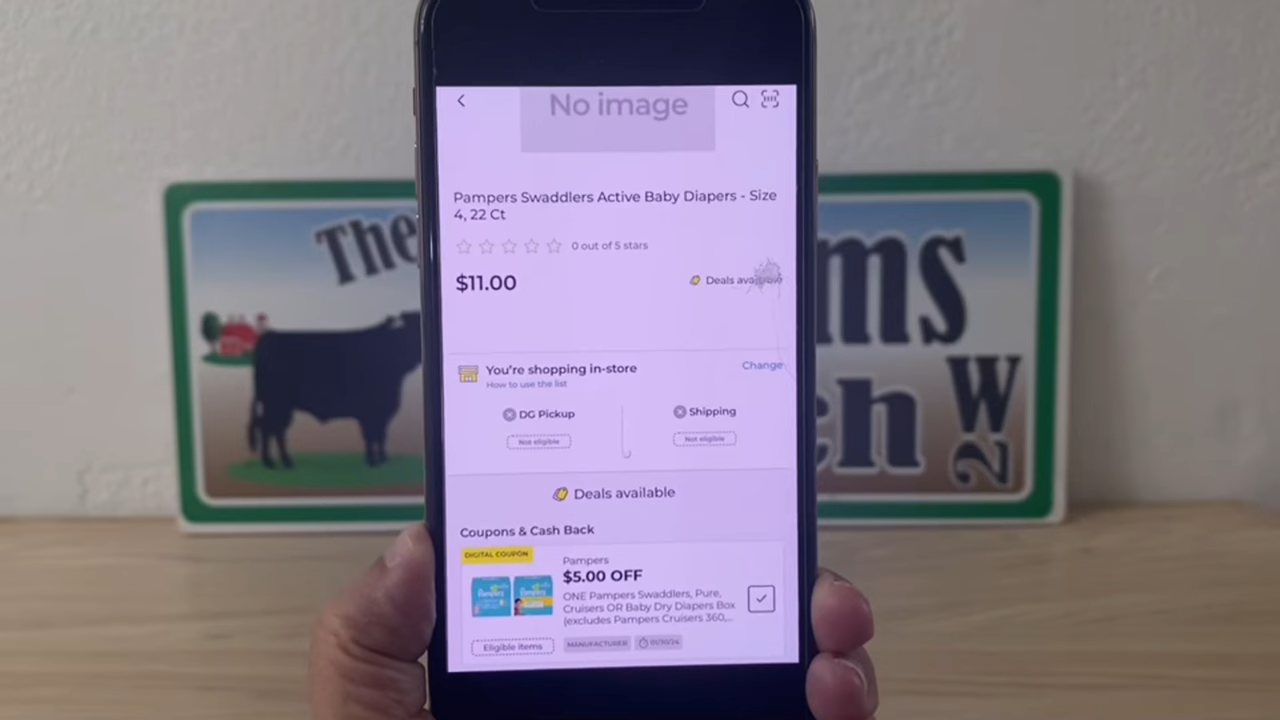 No image
Pampers Swaddlers Active Baby Diapers - Size
4, 22 Ct
0 out of 5 stars
$11.00
Deals available
You're shopping in-store
Change
How to use the list
DG Pickup
Shipping
Not eligible
Not eligible
Deals available
Coupons & Cash Back
DIGITAL COUPON
Pampers
$5.00 OFF
ONE Pampers Swaddlers, Pure,
Cruisers OR Baby Dry Diapers Box
(excludes Pampers Cruisers 360,...
Eligible items
MANUFACTURER
The
ms
ch
W
N